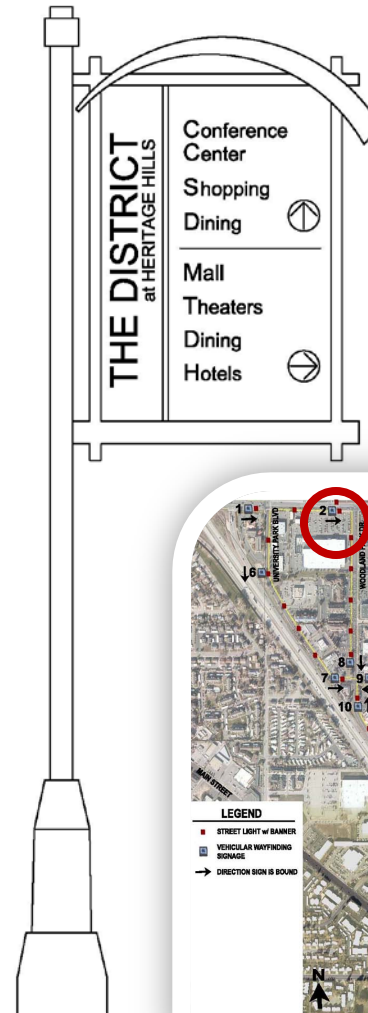 THE DISTRICT
at HERITAGE HILLS
Conference
Center
Shopping
Dining
Mall
Theaters
Dining
Hotels
1
2
UNIVERSITY PARK BLVD
6
8
7
9
10
MAIN STREET
LEGEND
STREET LIGHT w/ BANNER
VEHICULAR WAYFINDING
SIGNAGE
DIRECTION SIGN IS BOUND
N